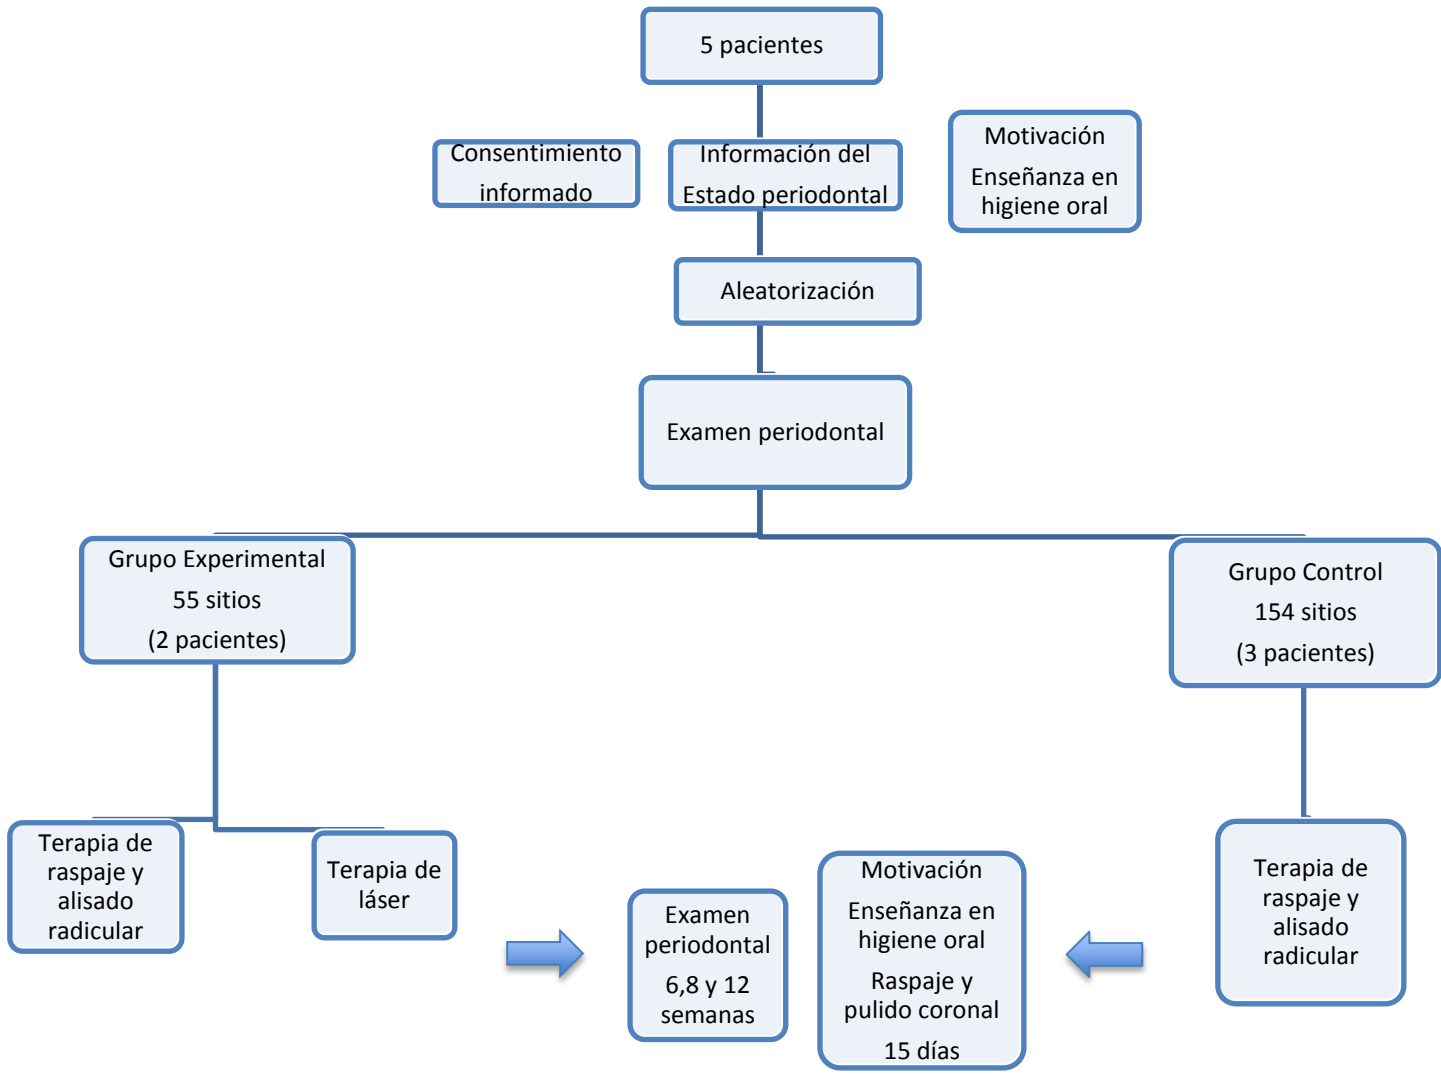 5 pacientes
Consentimiento
informado
Información del
Estado periodontal
Motivación
Enseñanza en
higiene oral
Aleatorización
Examen periodontal
Grupo Experimental
55 sitios
(2 pacientes)
Grupo Control
154 sitios
(3 pacientes)
Terapia de
raspaje y
alisado
radicular
Terapia de
láser
Examen
periodontal
6,8 y 12
semanas
Motivación
Enseñanza en
higiene oral
Raspaje y
pulido coronal
15 días
Terapia de
raspaje y
alisado
radicular